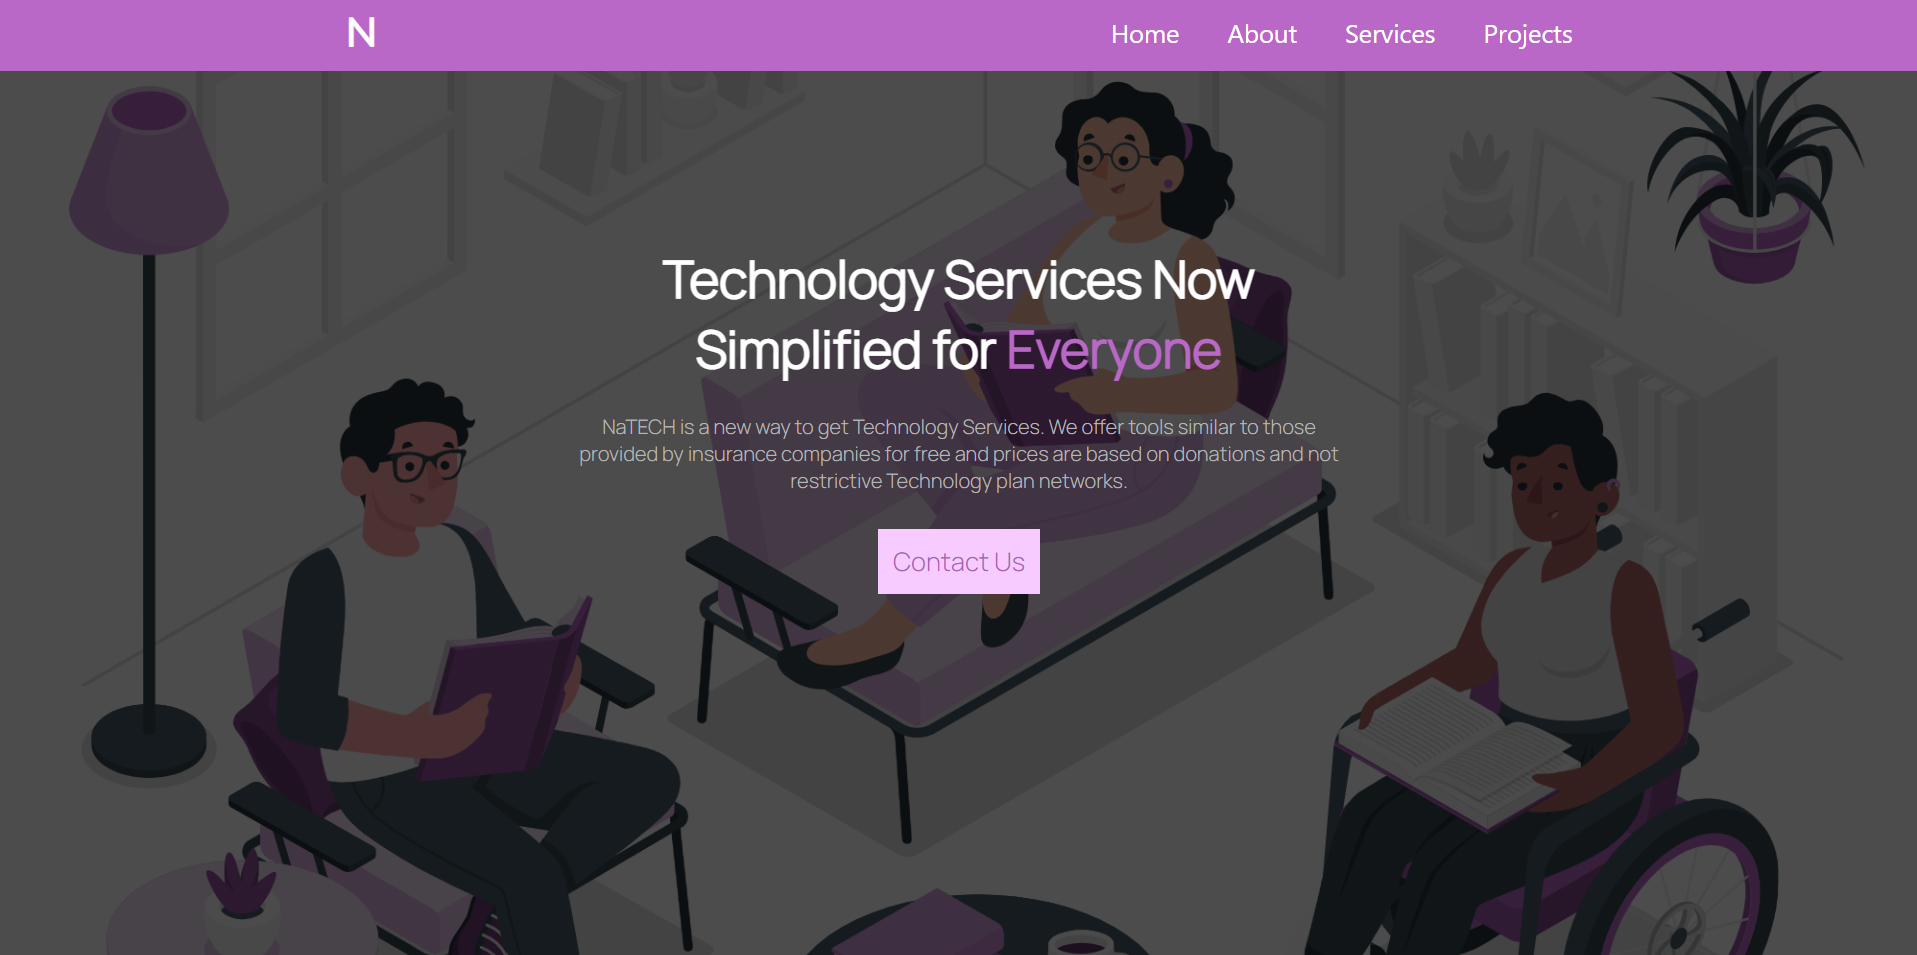 N
Home About Services Projects
Technology Services Now
Simplified for Everyone
NaTECH is a new way to get Technology Services. We offer tools similar to those
provided by insurance companies for free and prices are based on donations and not
restrictive Technology plan networks.
Contact Us